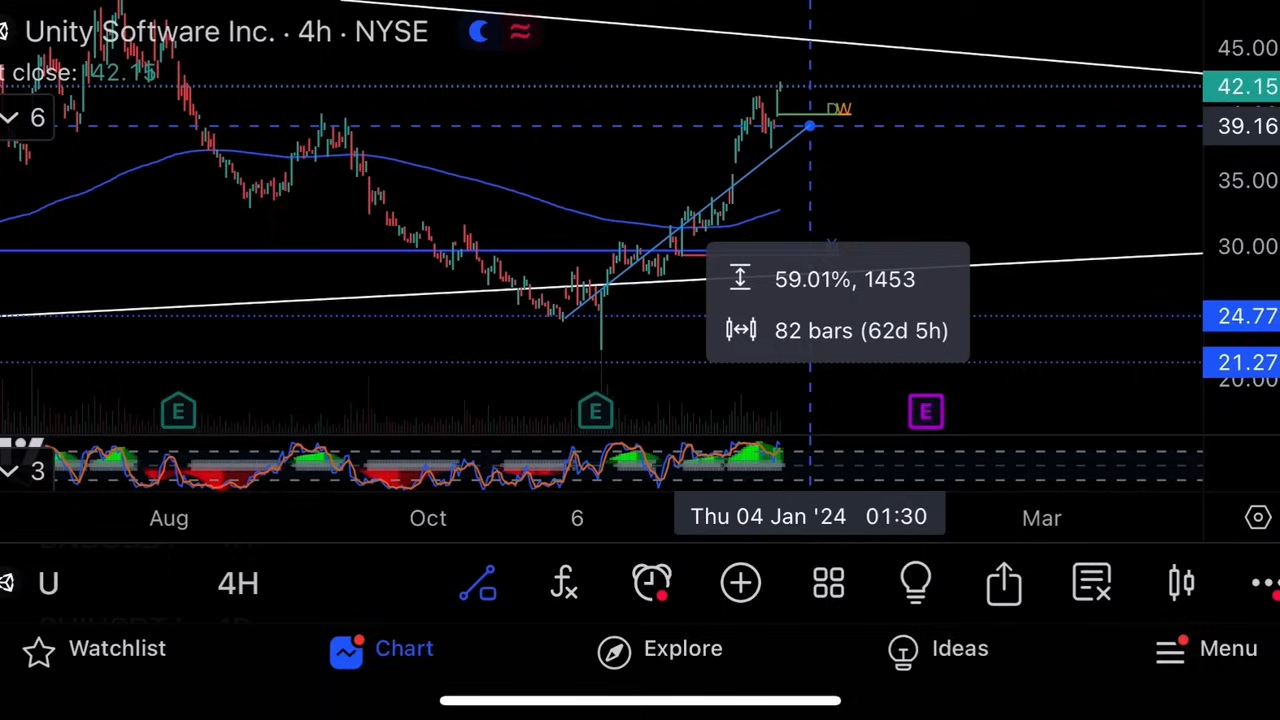 Unity Software Inc. · 4h · NYSE
t close: 42.15
6
45.00
42.15
DW
39.16
35.00
30.00
59.01%, 1453
82 bars (62d 5h)
24.77
21.27
20.00
E
E
E
3
Aug
Oct
6
Thu 04 Jan '24 01:30
Mar
U
4H
Watchlist
Chart
Explore
Ideas
Menu